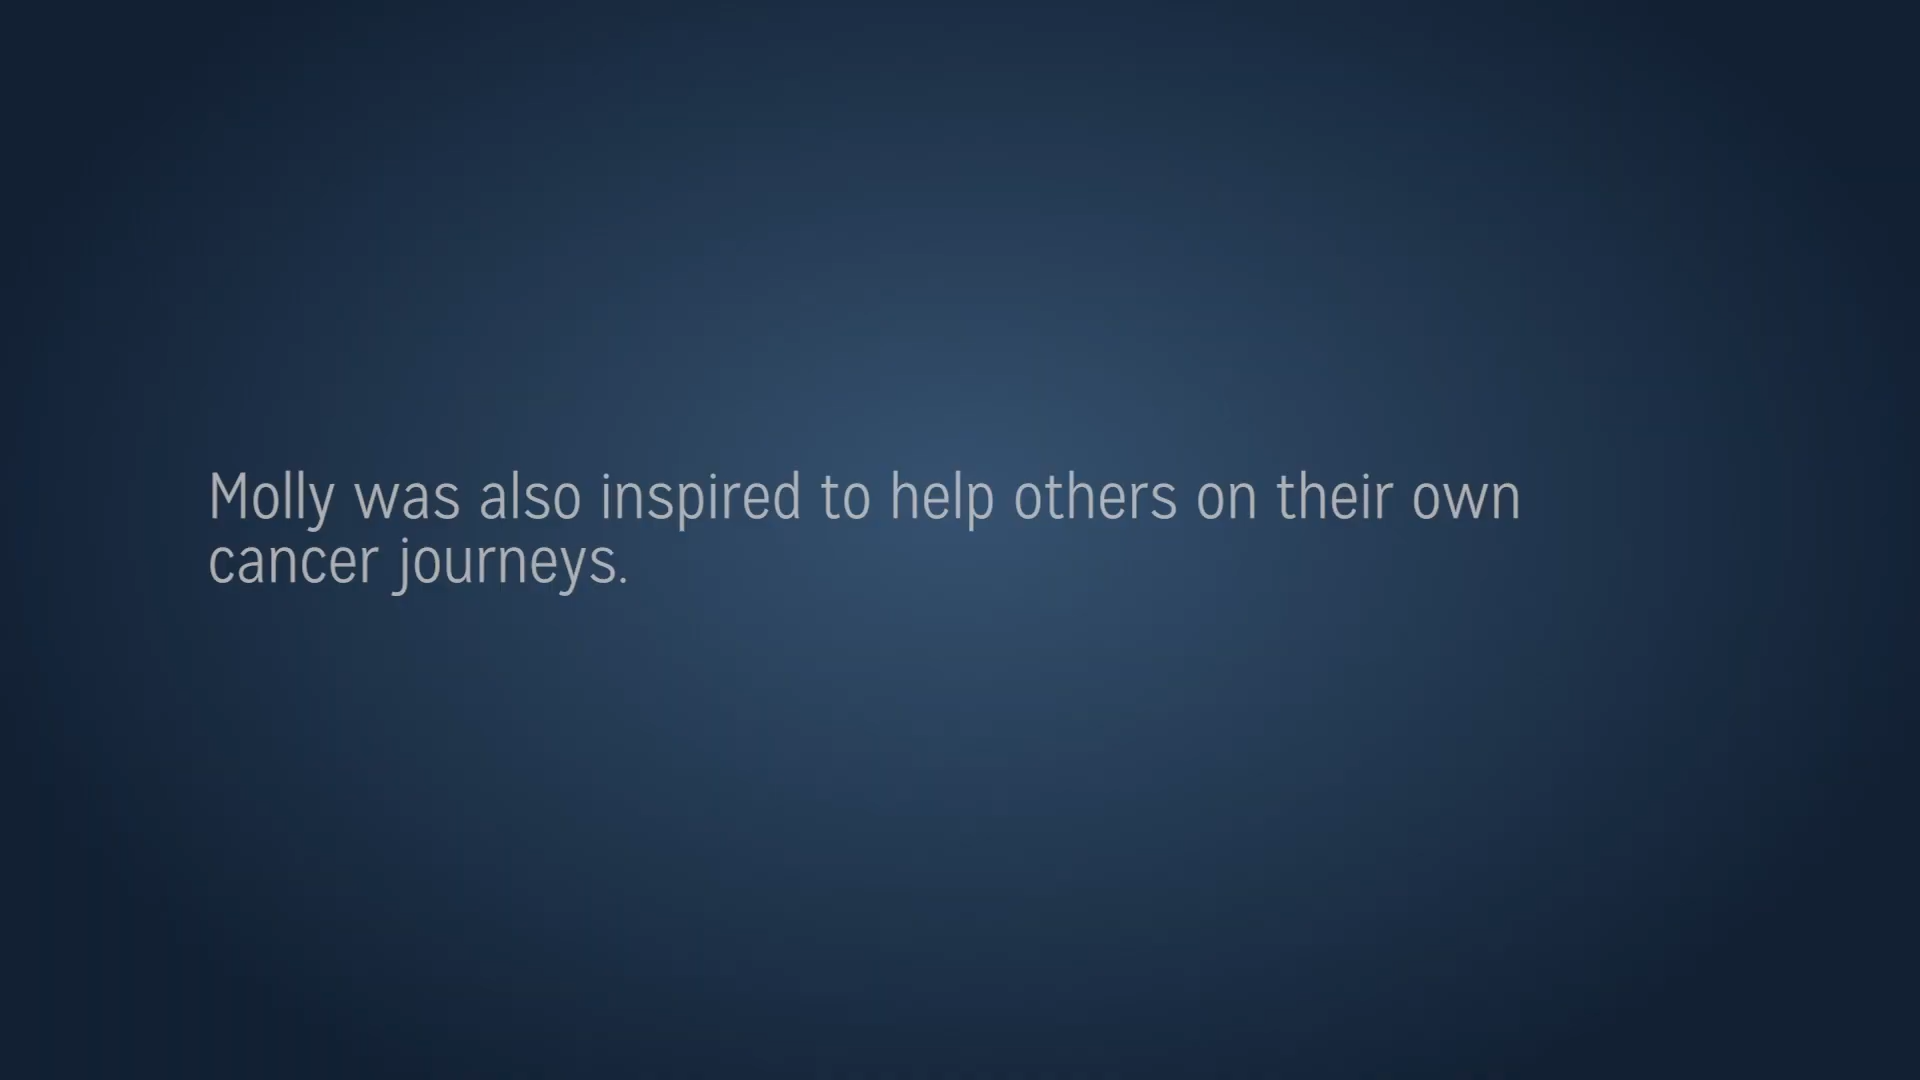 Molly was also inspired to help others on their own
cancer journeys.